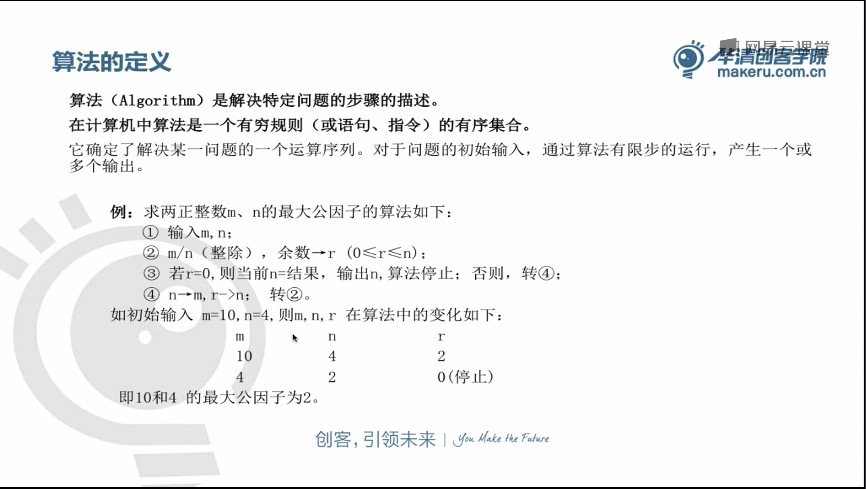 算法的定义
网易云课堂
华清创客学院
makeru.com.cn
算法（Algorithm）是解决特定问题的步骤的描述。
在计算机中算法是一个有穷规则（或语句、指令）的有序集合。
它确定了解决某一问题的一个运算序列。对于问题的初始输入，通过算法有限步的运行，产生一个或
多个输出。
例：求两正整数m、n的最大公因子的算法如下：
① 输入m,n；
② m/n（整除），余数→r (0≤r≤n)；
③ 若r=0,则当前n=结果，输出n,算法停止；否则，转④；
④ n→m,r->n； 转②。
如初始输入 m=10,n=4,则m,n,r 在算法中的变化如下：
m n r
10 4 2
4 2 0(停止)
即10和4 的最大公因子为2。
创客，引领未来 | You Make the Future